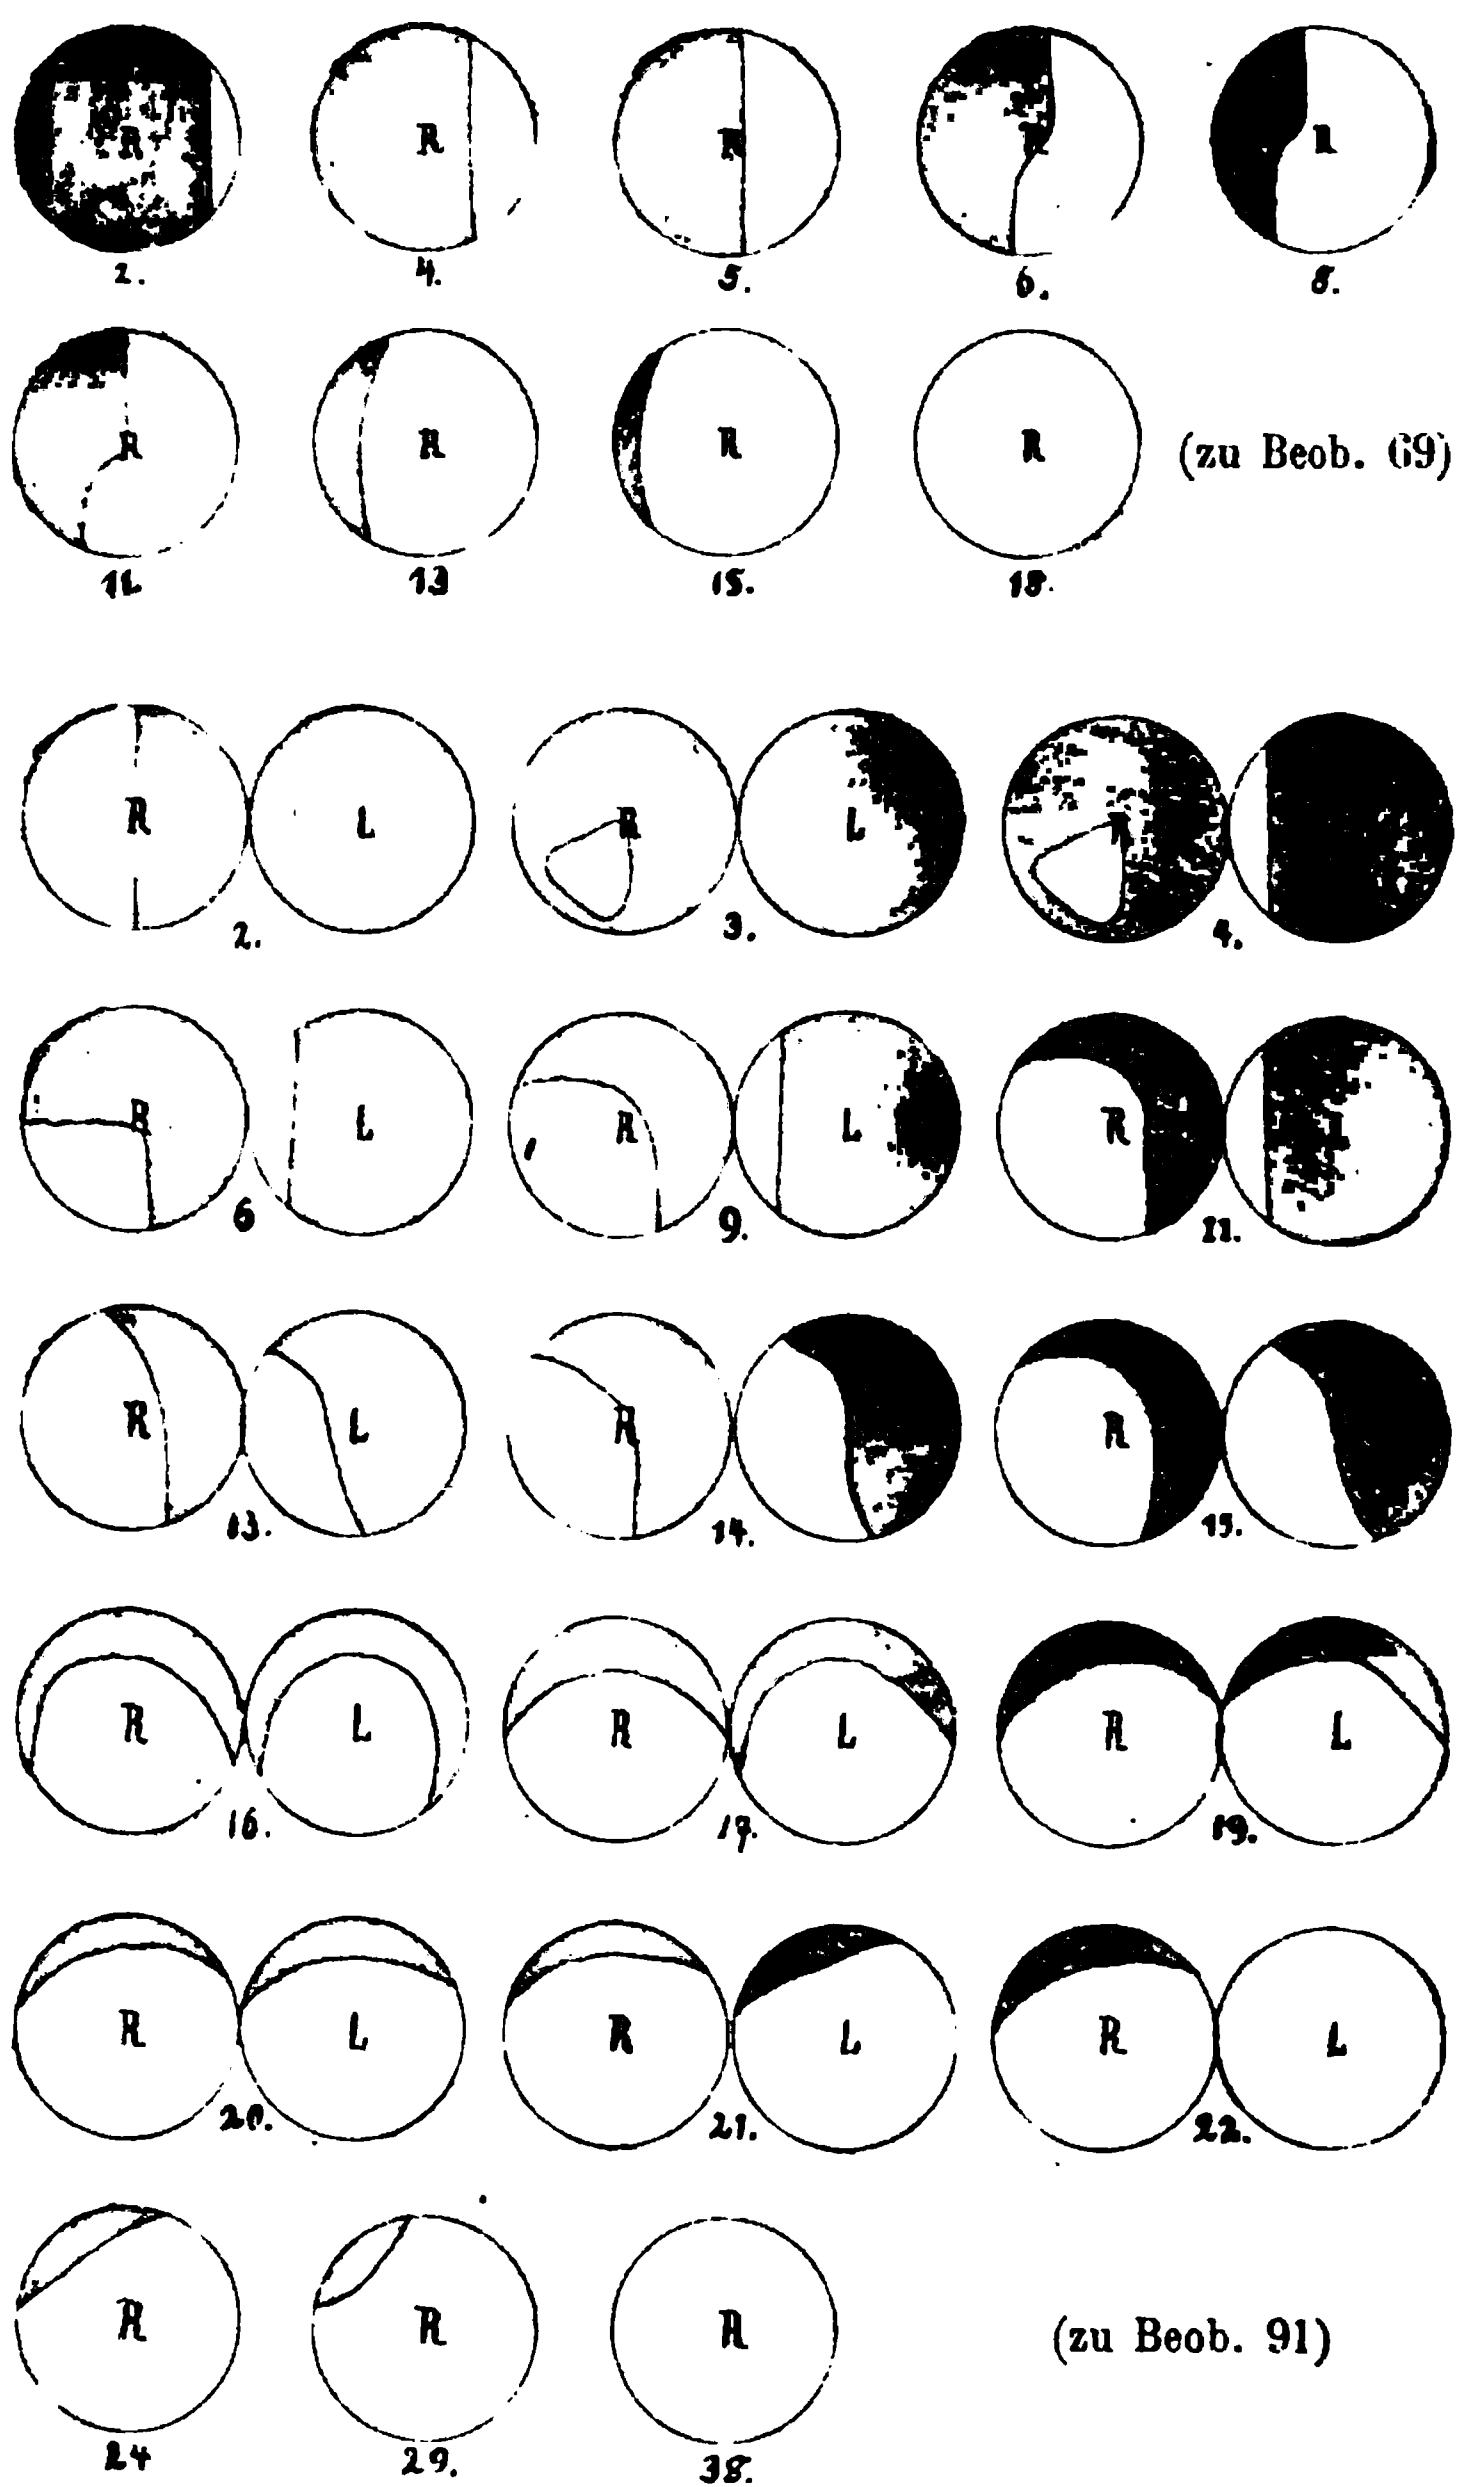 R R R R R
2. 4. 5. 6. 8.
R R R R (zu Beob. 69)
11. 13 15. 18.
R L R L R
2. 3. 4.
R L R L R
6 9. 11.
R L R R
13. 14. 15.
R L R L R L
16. 17. 19.
R L R L R L
20. 21. 22.
R R R (zu Beob. 91)
24 29. 38.